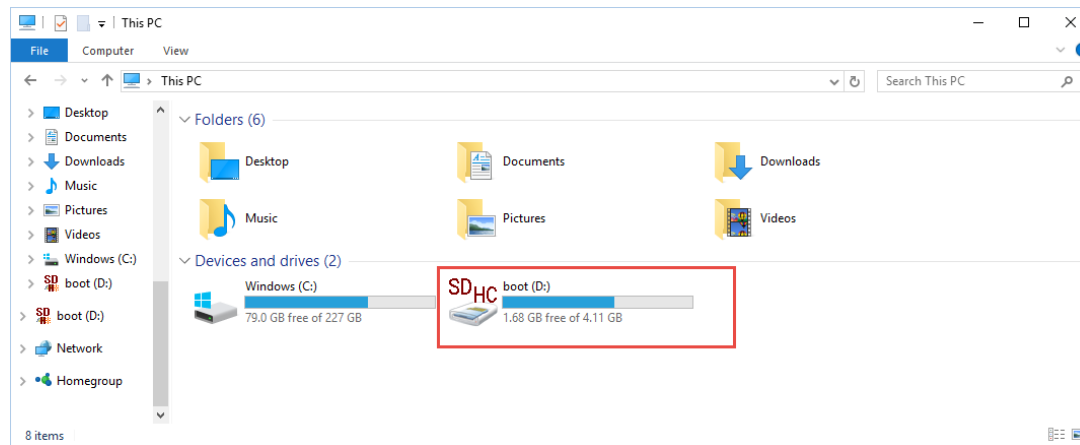 This PC
File Computer View
This PC Search This PC
Desktop
Documents
Downloads
Music
Pictures
Videos
Windows (C:)
SD boot (D:)
SD boot (D:)
Network
Homegroup
Folders (6)
Desktop Documents Downloads
Music Pictures Videos
Devices and drives (2)
Windows (C:)
79.0 GB free of 227 GB
SDHC boot (D:)
1.68 GB free of 4.11 GB
8 items